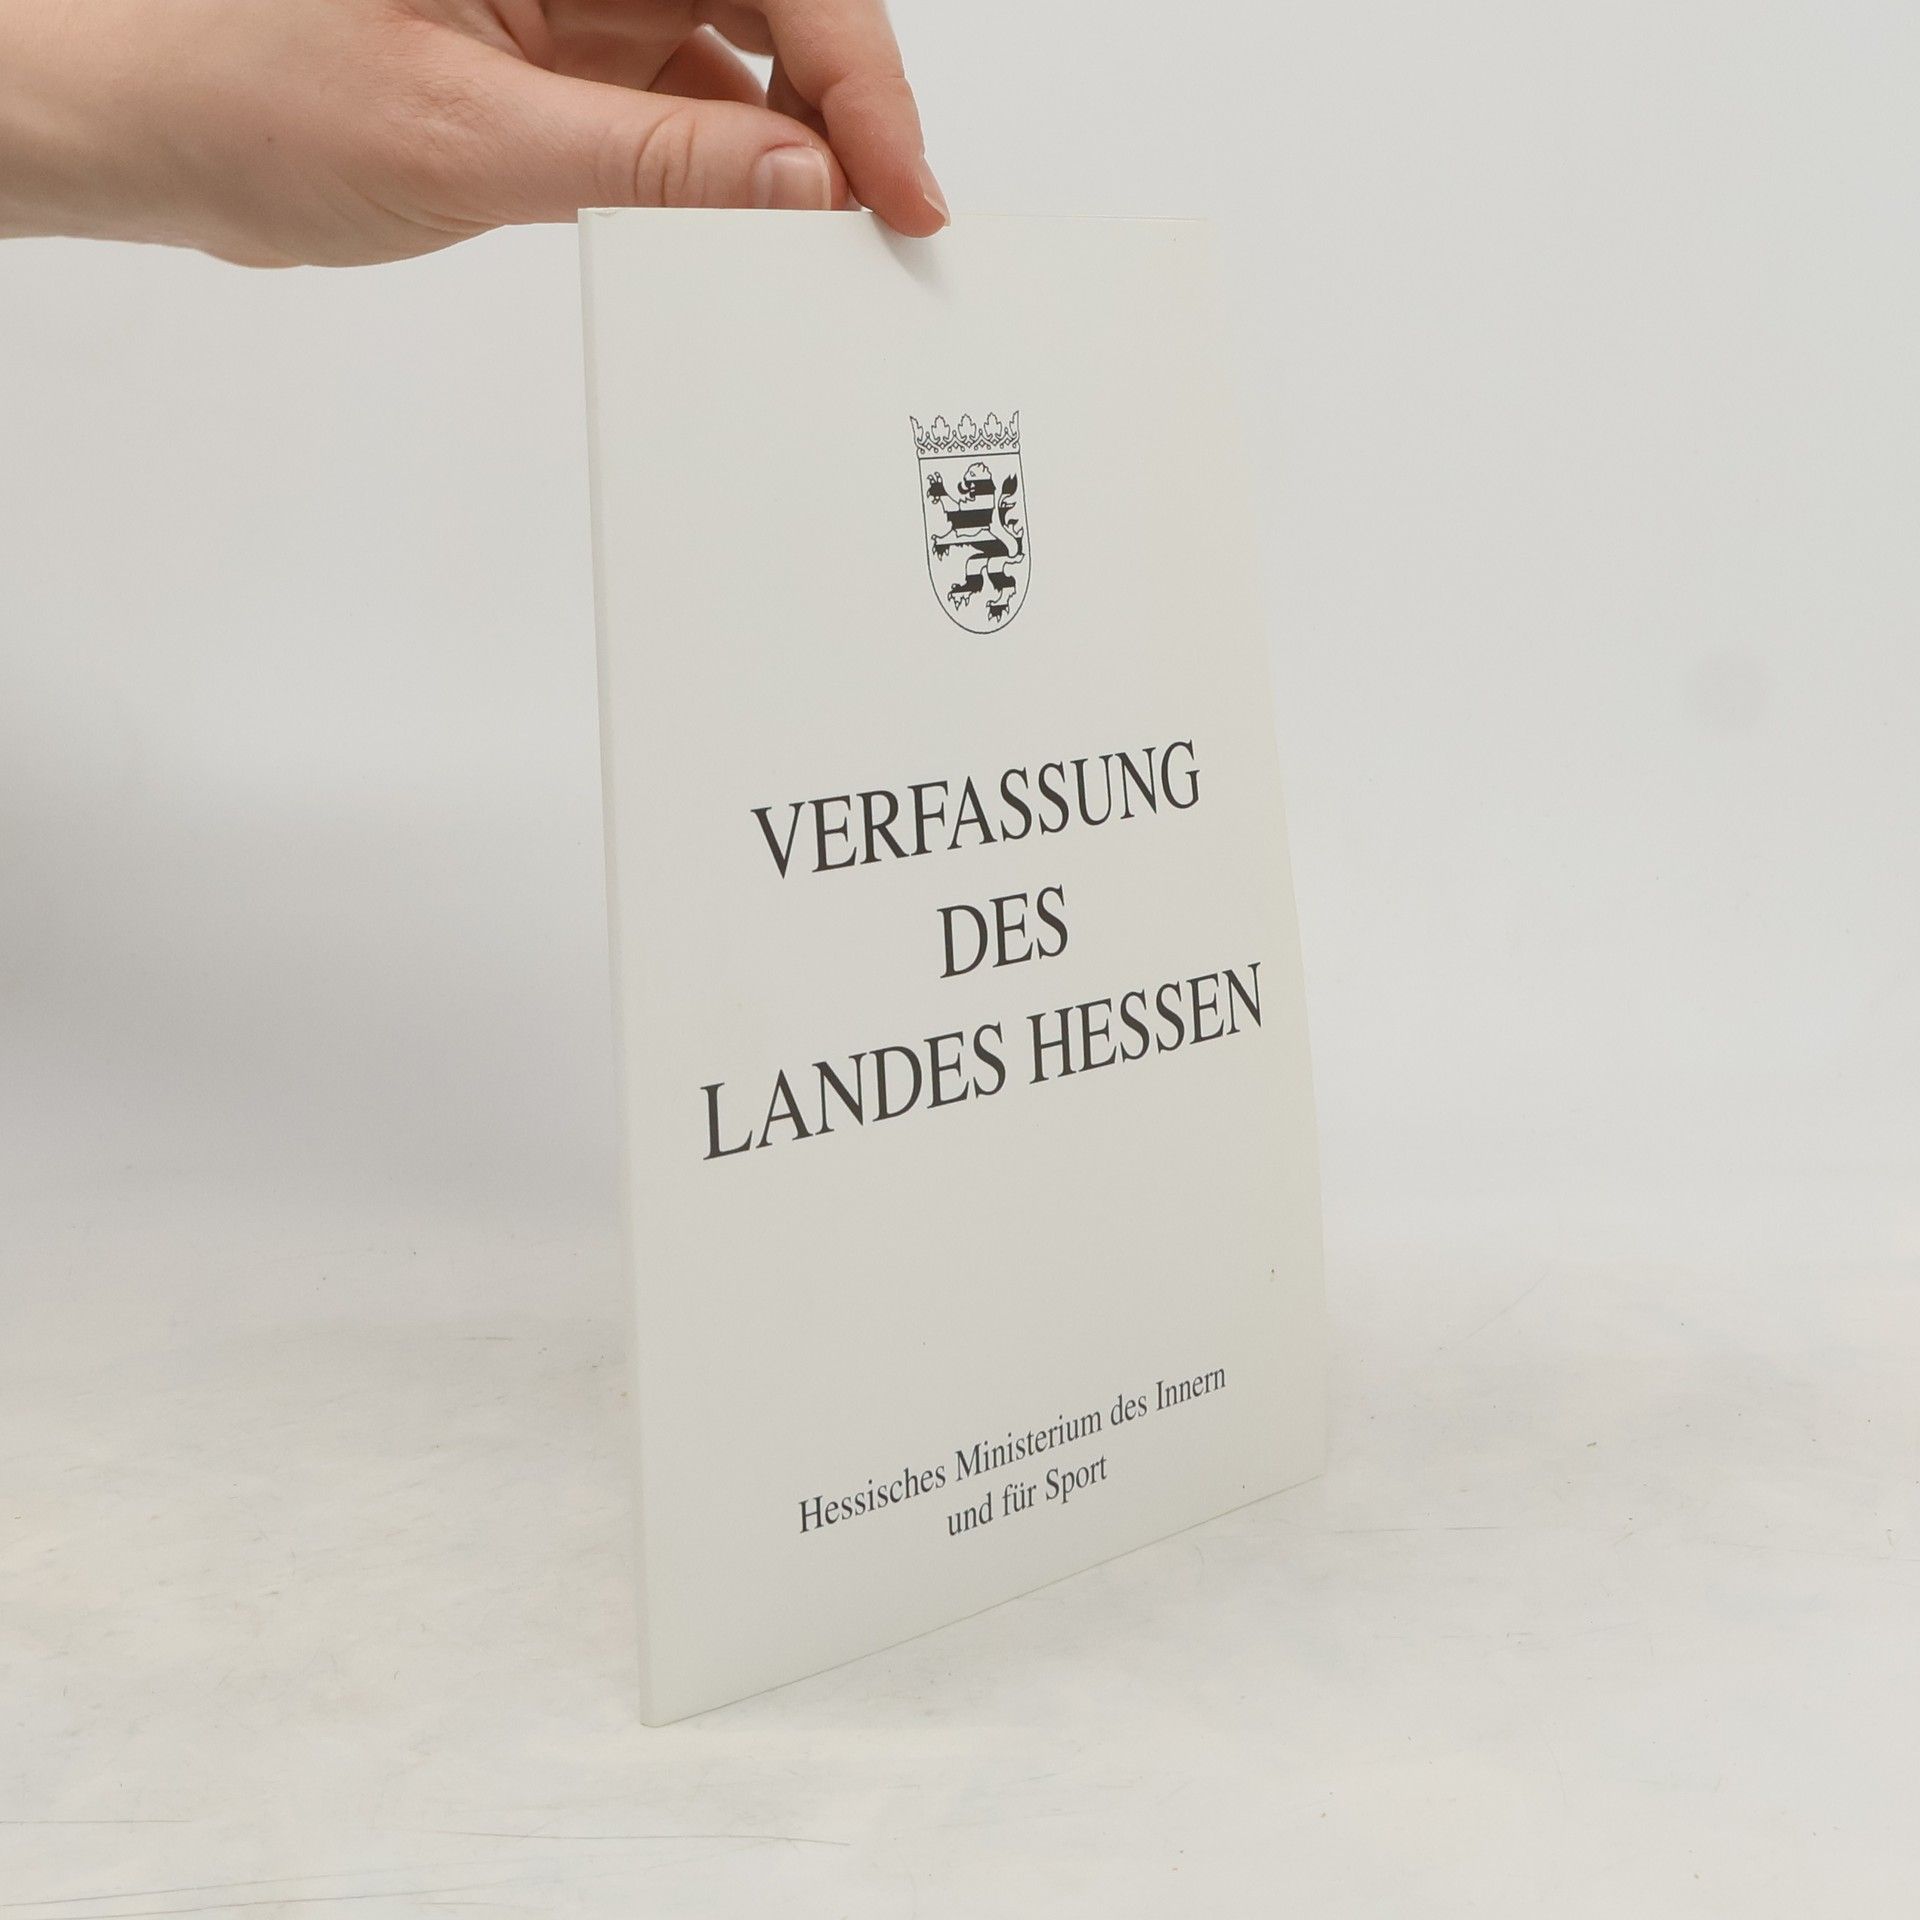 VERFASSUNG
DES
LANDES HESSEN
Hessisches Ministerium des Innern
und für Sport